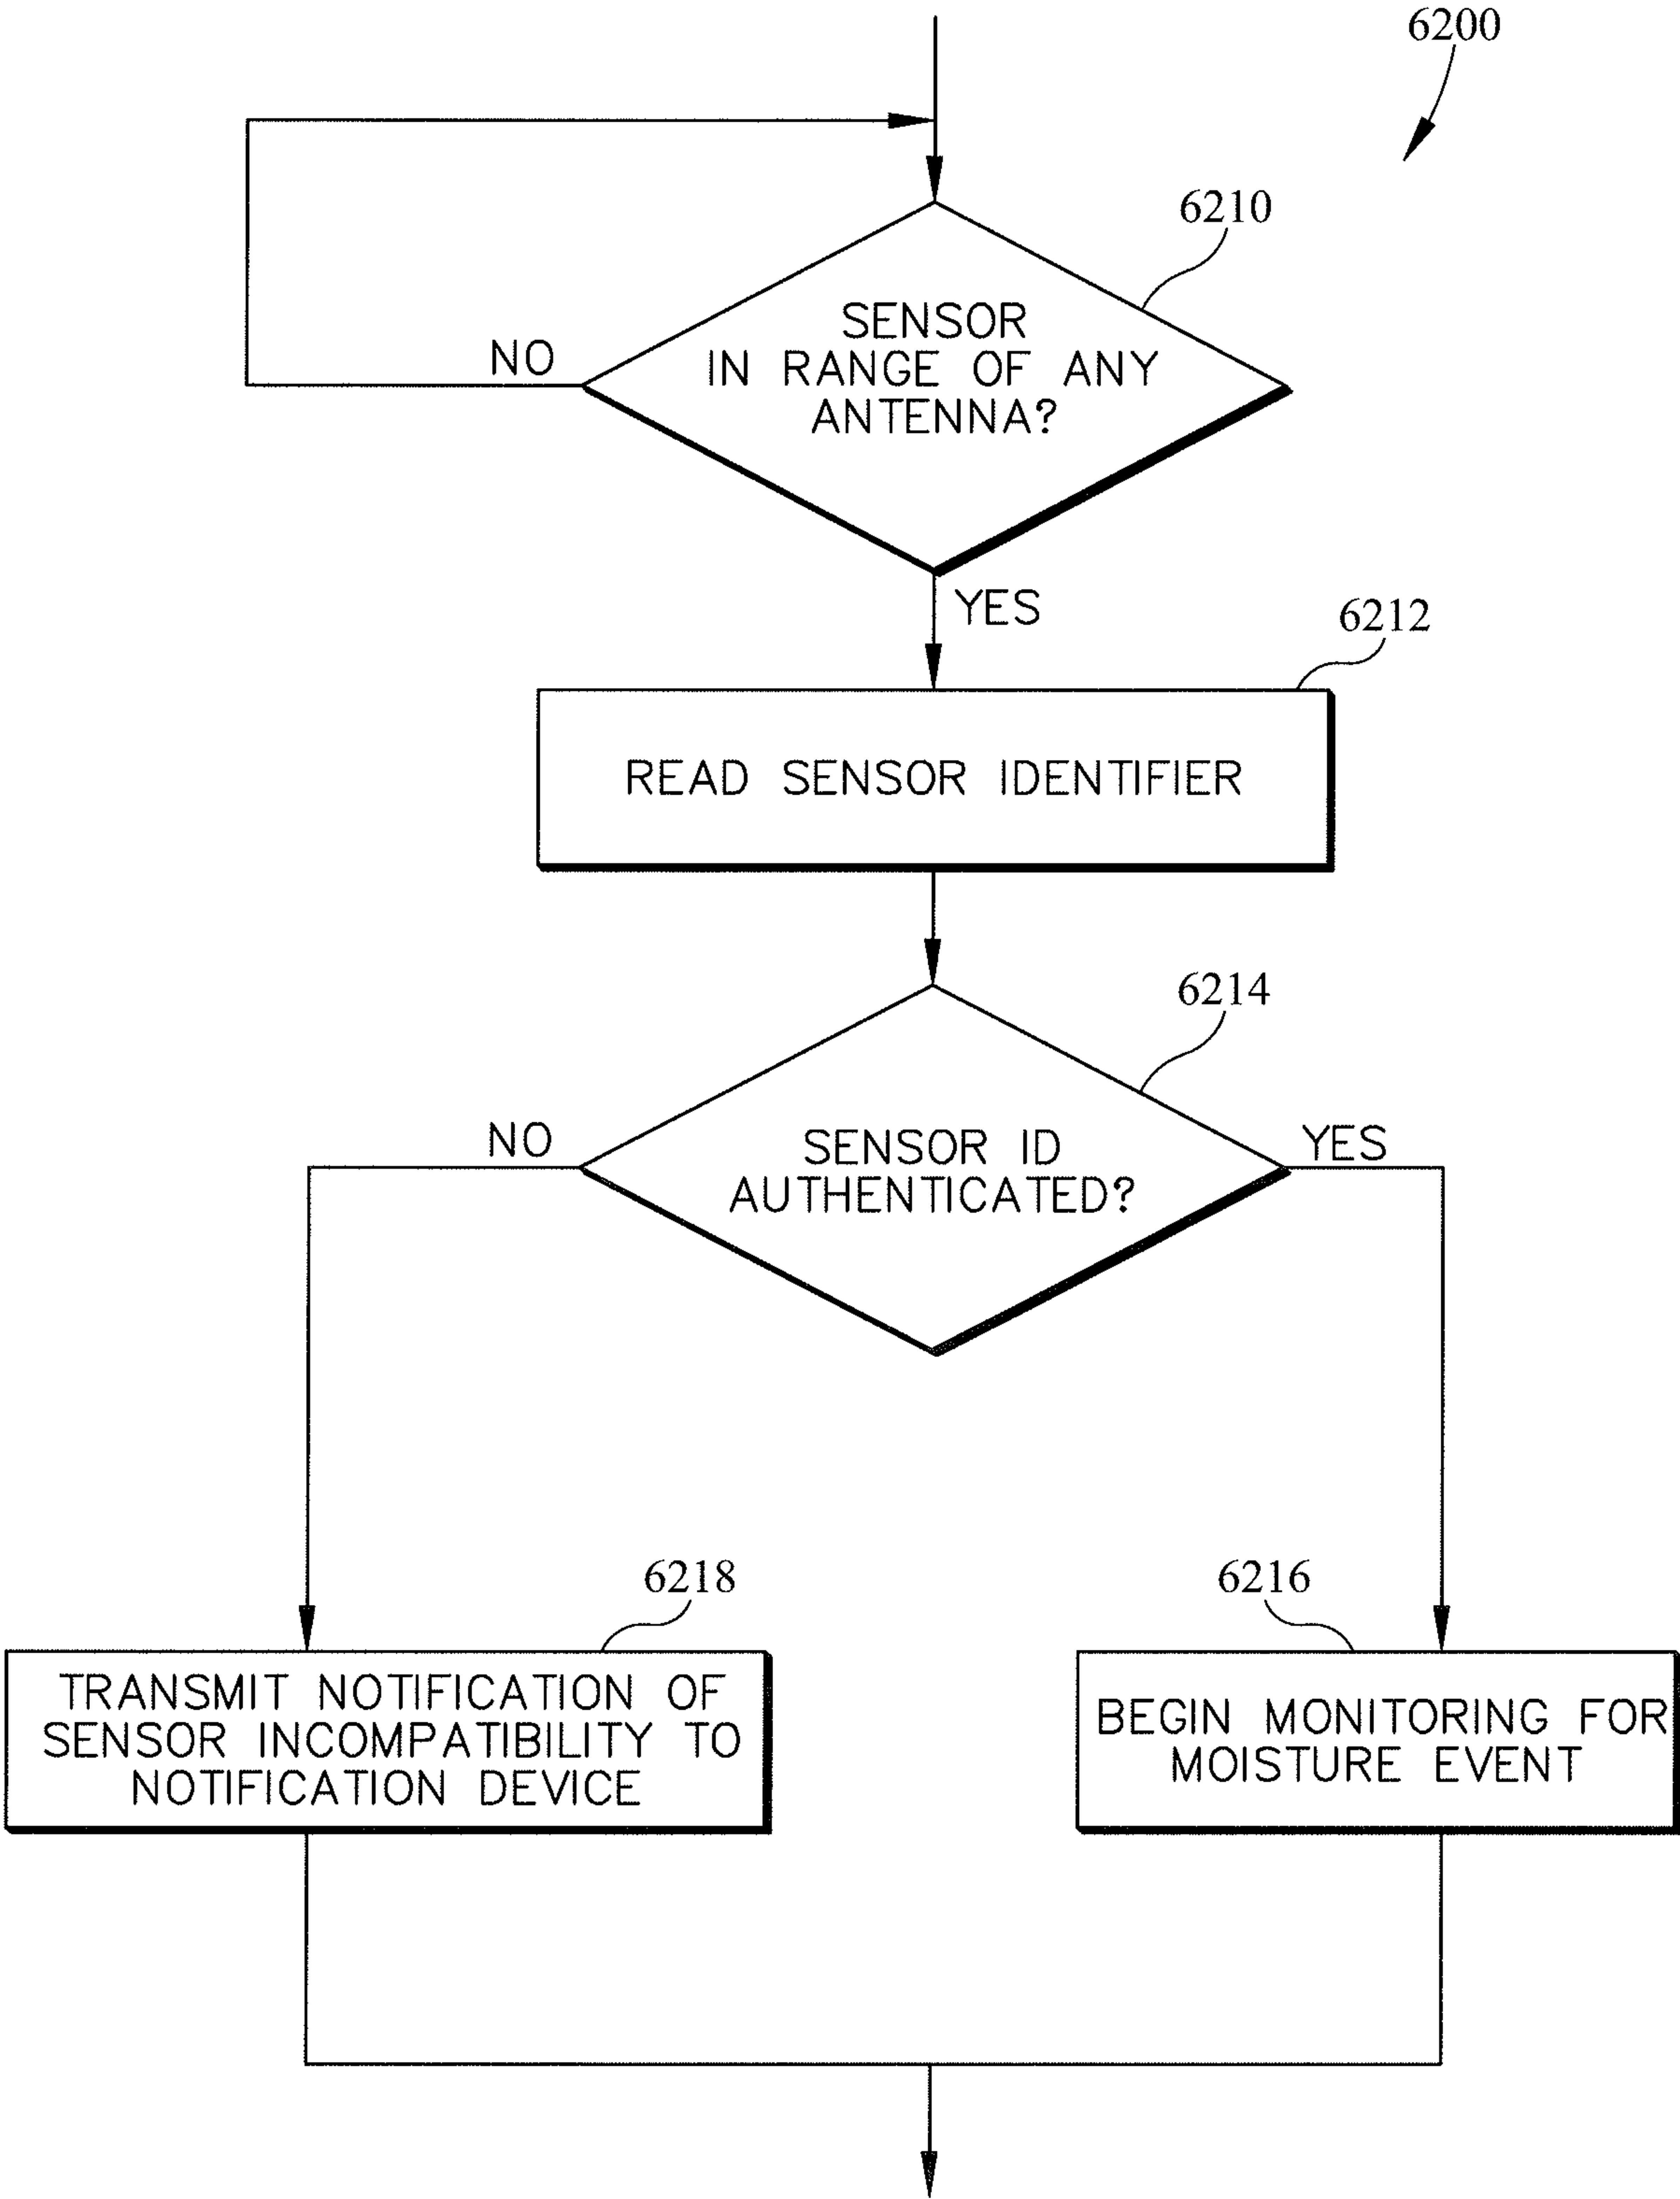 6200
6210
SENSOR
IN RANGE OF ANY
ANTENNA?
NO
YES
6212
READ SENSOR IDENTIFIER
6214
NO
SENSOR ID
AUTHENTICATED?
YES
6218
TRANSMIT NOTIFICATION OF
SENSOR INCOMPATIBILITY TO
NOTIFICATION DEVICE
6216
BEGIN MONITORING FOR
MOISTURE EVENT